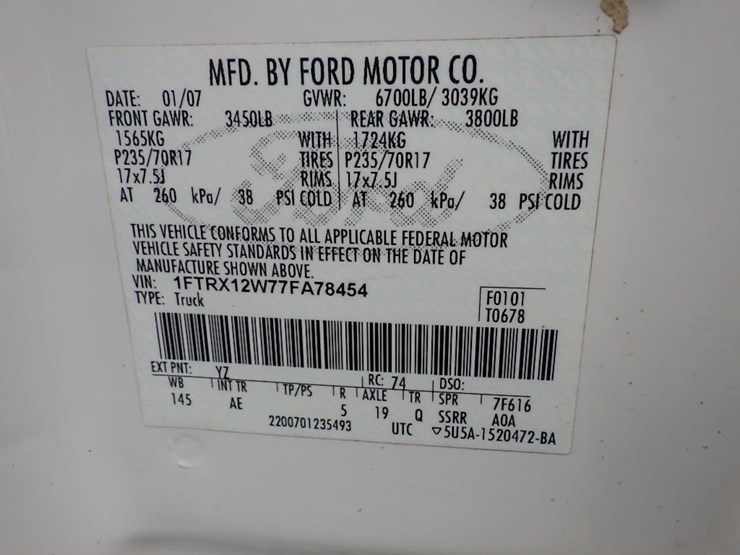 MFD. BY FORD MOTOR CO.
DATE: 01/07 GVWR: 6700LB/ 3039KG
FRONT GAWR: 3450LB REAR GAWR: 3800LB
1565KG WITH 1724KG WITH
P235/70R17 TIRES P235/70R17 TIRES
17x7.5J RIMS 17x7.5J RIMS
AT 260 kPa/ 38 PSI COLD AT 260 kPa/ 38 PSI COLD
Ford
THIS VEHICLE CONFORMS TO ALL APPLICABLE FEDERAL MOTOR
VEHICLE SAFETY STANDARDS IN EFFECT ON THE DATE OF
MANUFACTURE SHOWN ABOVE.
VIN: 1FTRX12W77FA78454 F0101
TYPE: Truck T0678
EXT PNT: YZ RC: 74 DSO:
WB INT TR TP/PS R AXLE TR SPR 7F616
145 AE 5 19 Q SSRR AOA
2200701235493 UTC ▽5U5A-1520472-BA